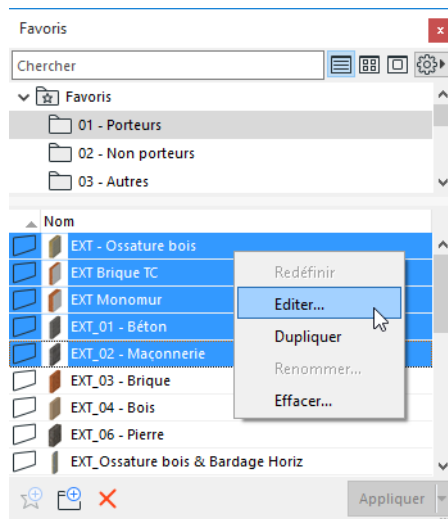 Favoris
x
Chercher
Favoris
01 - Porteurs
02 - Non porteurs
03 - Autres
Nom
EXT - Ossature bois
EXT Brique TC
EXT Monomur
EXT_01 - Béton
EXT_02 - Maçonnerie
EXT_03 - Brique
EXT_04 - Bois
EXT_06 - Pierre
EXT_Ossature bois & Bardage Horiz
Redéfinir
Editer...
Dupliquer
Renommer...
Effacer...
Appliquer